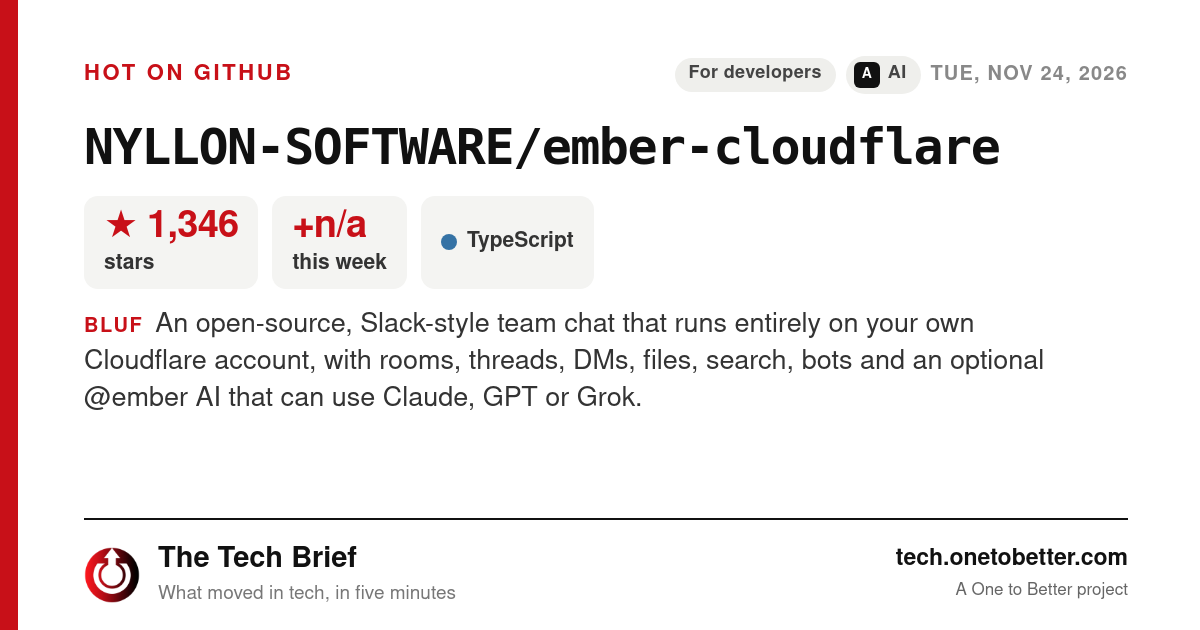 HOT ON GITHUB
For developers
A AI
TUE, NOV 24, 2026
NYLLON-SOFTWARE/ember-cloudflare
★ 1,346
stars
+n/a
this week
TypeScript
BLUF An open-source, Slack-style team chat that runs entirely on your own
Cloudflare account, with rooms, threads, DMs, files, search, bots and an optional
@ember AI that can use Claude, GPT or Grok.
The Tech Brief
What moved in tech, in five minutes
tech.onetobetter.com
A One to Better project